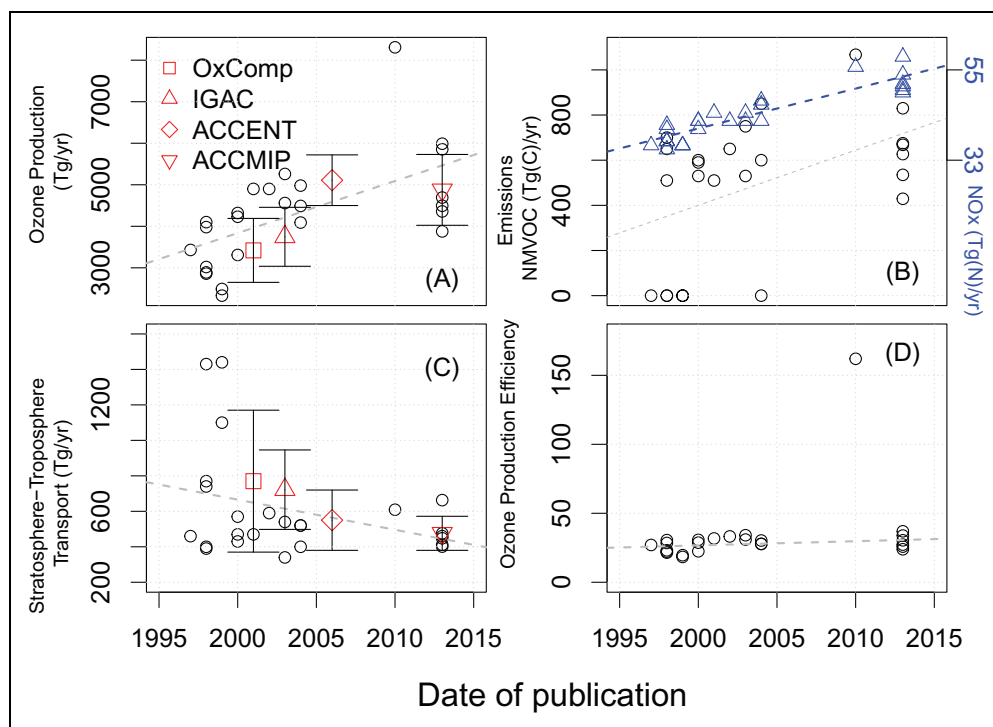 Ozone Production
(Tg/yr)
3000
5000
7000
OxComp
IGAC
ACCENT
ACCMIP
(A)
Emissions
NMVOC (Tg(C)/yr)
0
400
800
(B)
33
55
NOx (Tg(N)/yr)
Stratosphere−Troposphere
Transport (Tg/yr)
200
600
1200
(C)
1995 2000 2005 2010 2015
Ozone Production Efficiency
0
50
100
150
(D)
1995 2000 2005 2010 2015
Date of publication